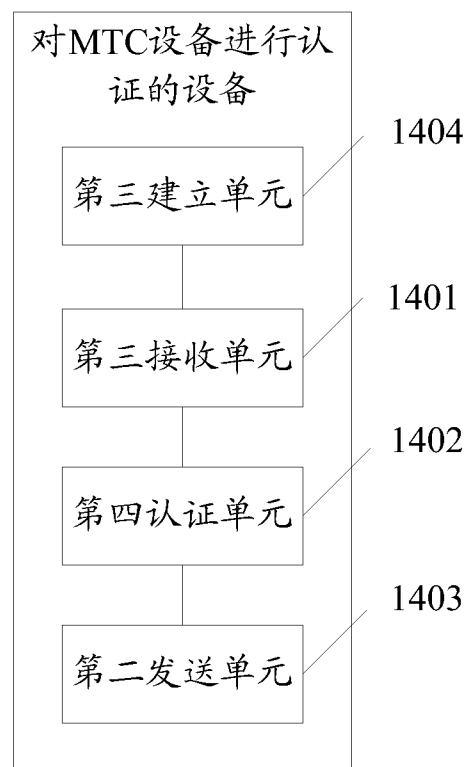 对MTC设备进行认
证的设备
1404
第三建立单元
1401
第三接收单元
1402
第四认证单元
1403
第二发送单元